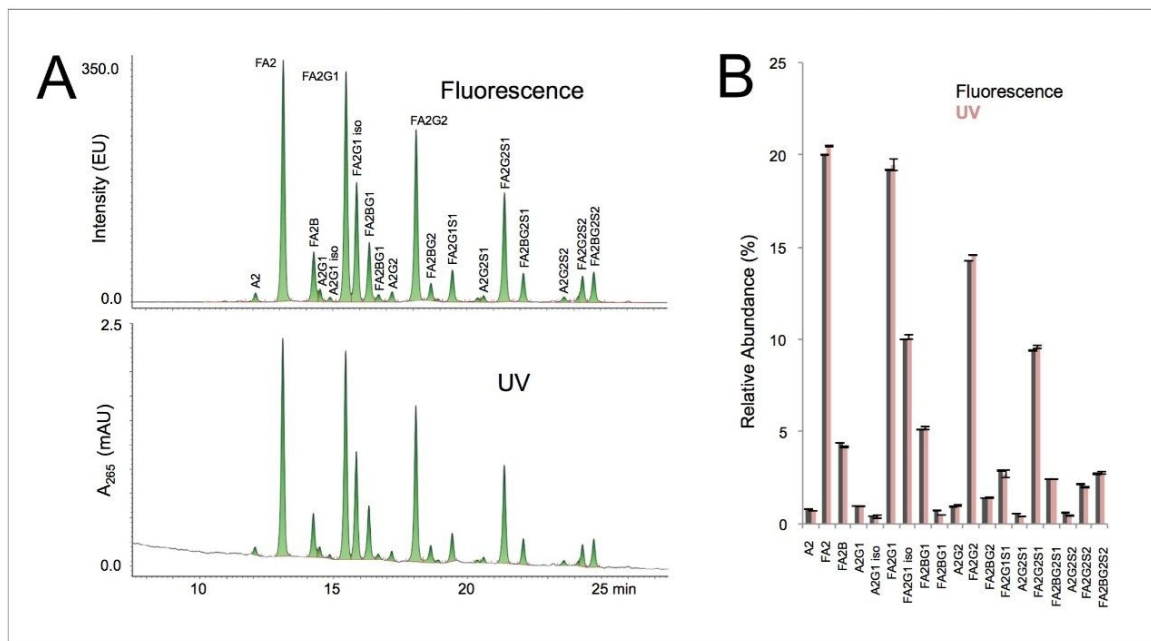 A
350.0
Intensity (EU)
0.0
Fluorescence
A2
FA2
FA2B
A2G1
A2G1 iso
FA2G1
FA2G1 iso
FA2BG1
FA2BG1
A2G2
FA2G2
FA2BG2
FA2G1S1
A2G2S1
FA2G2S1
FA2BG2S1
A2G2S2
FA2G2S2
FA2BG2S2
2.5
A265 (mAU)
0.0
UV
10
15
20
25 min
B
Fluorescence
UV
Relative Abundance (%)
25
20
15
10
5
0
A2
FA2
FA2B
A2G1
A2G1 iso
FA2G1
FA2G1 iso
FA2BG1
FA2BG1
A2G2
FA2G2
FA2BG2
FA2G1S1
A2G2S1
FA2G2S1
FA2BG2S1
A2G2S2
FA2G2S2
FA2BG2S2